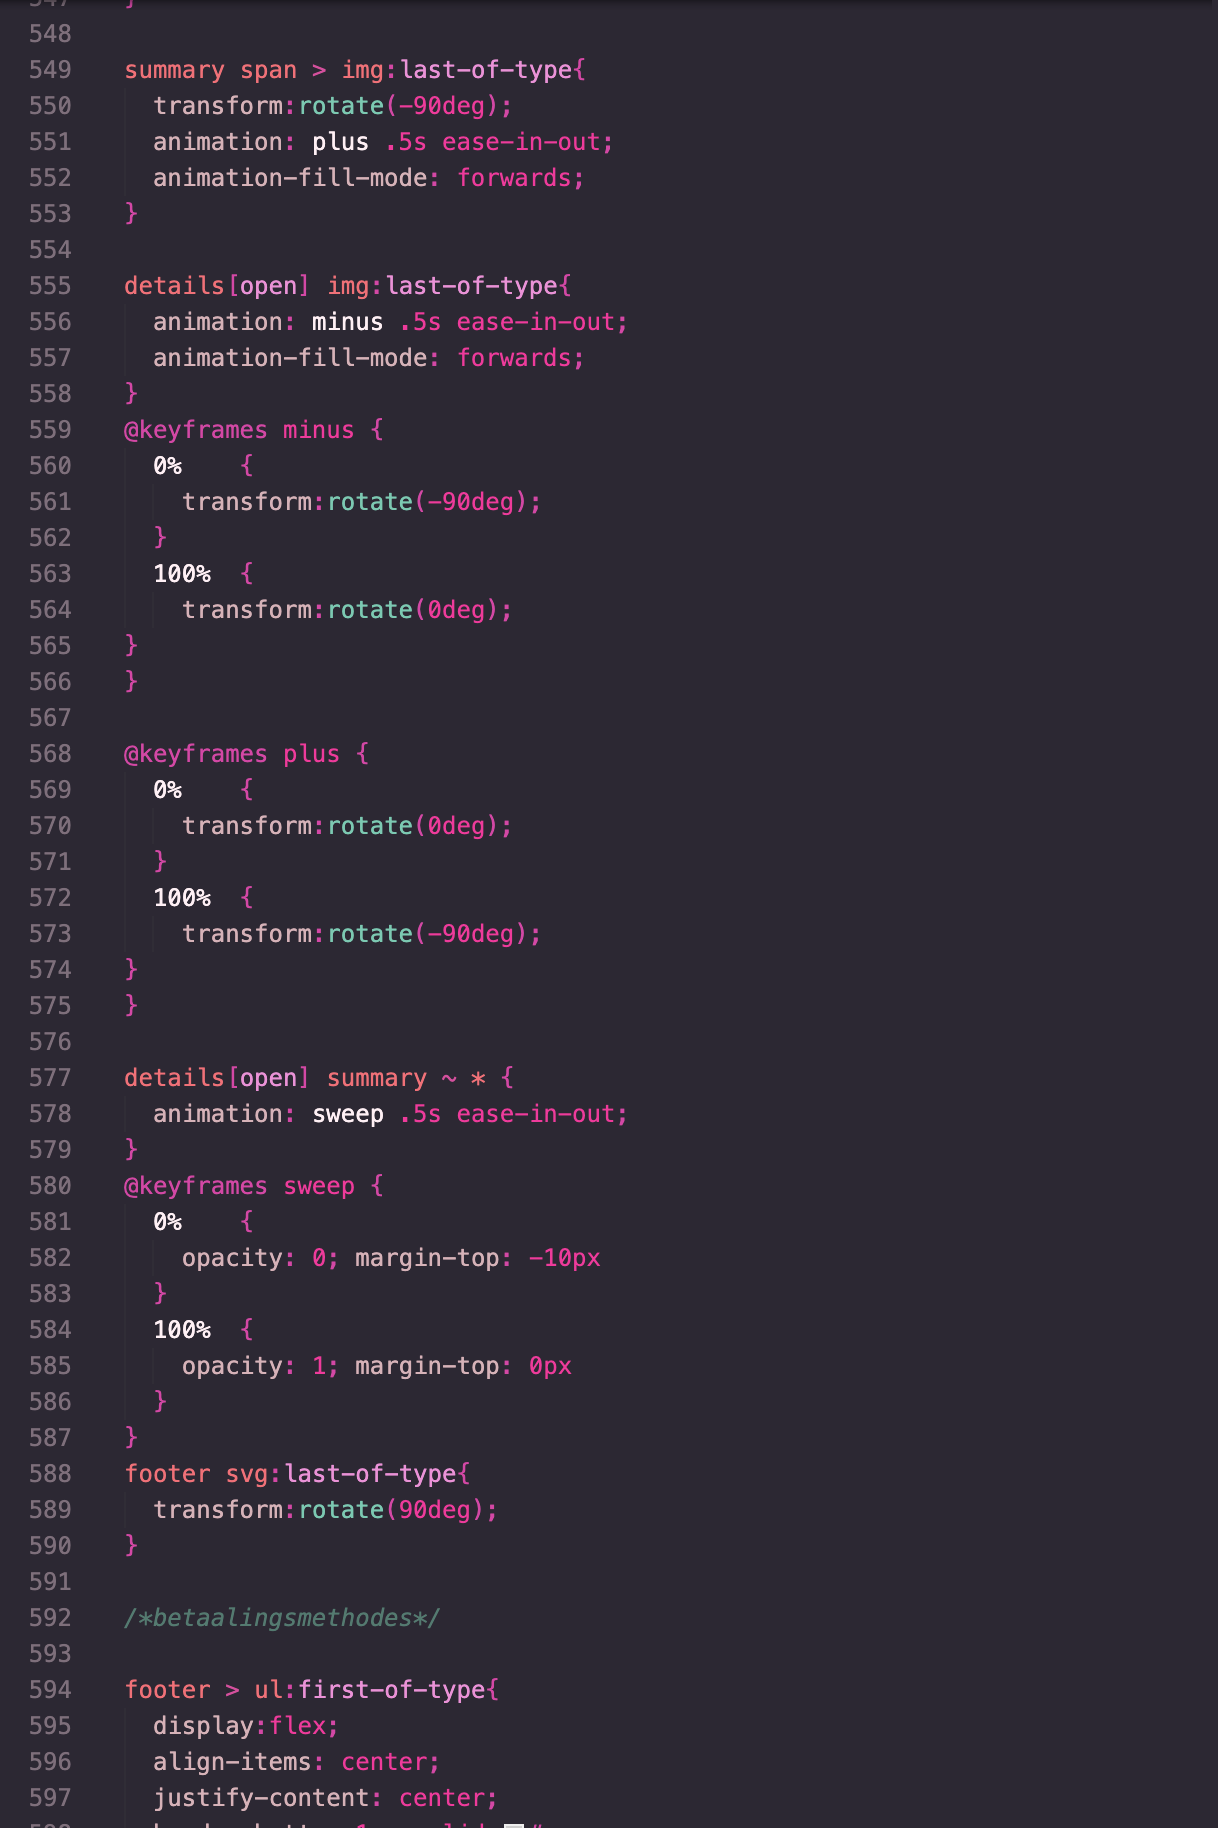 548
549 summary span > img:last-of-type{
550 transform:rotate(-90deg);
551 animation: plus .5s ease-in-out;
552 animation-fill-mode: forwards;
553 }
554
555 details[open] img:last-of-type{
556 animation: minus .5s ease-in-out;
557 animation-fill-mode: forwards;
558 }
559 @keyframes minus {
560 0% {
561 transform:rotate(-90deg);
562 }
563 100% {
564 transform:rotate(0deg);
565 }
566 }
567
568 @keyframes plus {
569 0% {
570 transform:rotate(0deg);
571 }
572 100% {
573 transform:rotate(-90deg);
574 }
575 }
576
577 details[open] summary ~ * {
578 animation: sweep .5s ease-in-out;
579 }
580 @keyframes sweep {
581 0% {
582 opacity: 0; margin-top: -10px
583 }
584 100% {
585 opacity: 1; margin-top: 0px
586 }
587 }
588 footer svg:last-of-type{
589 transform:rotate(90deg);
590 }
591
592 /*betaalingsmethodes*/
593
594 footer > ul:first-of-type{
595 display:flex;
596 align-items: center;
597 justify-content: center;